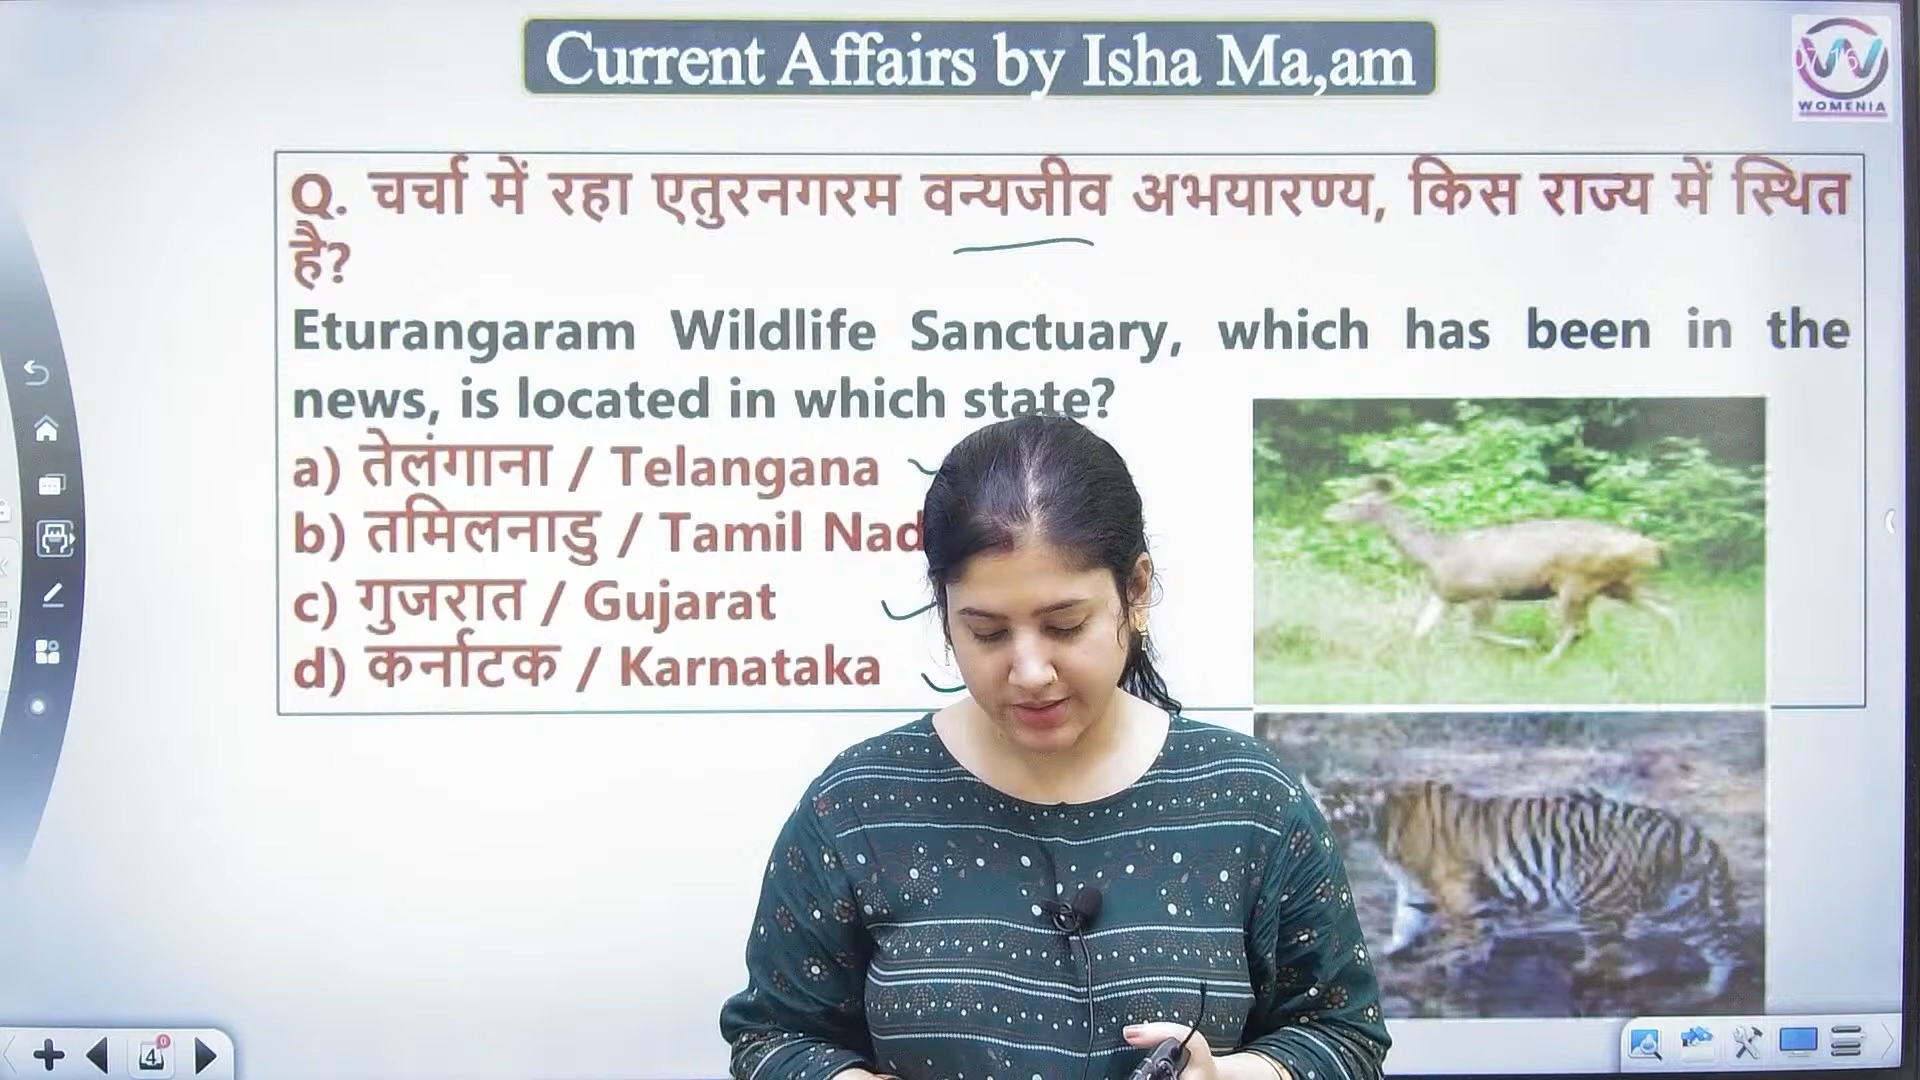 Current Affairs by Isha Ma,am
WOMENIA
Q. चर्चा में रहा एतुरनगरम वन्यजीव अभयारण्य, किस राज्य में स्थित
है?
Eturangaram Wildlife Sanctuary, which has been in the
news, is located in which state?
a) तेलंगाना / Telangana
b) तमिलनाडु / Tamil Nad
c) गुजरात / Gujarat
d) कर्नाटक / Karnataka
4